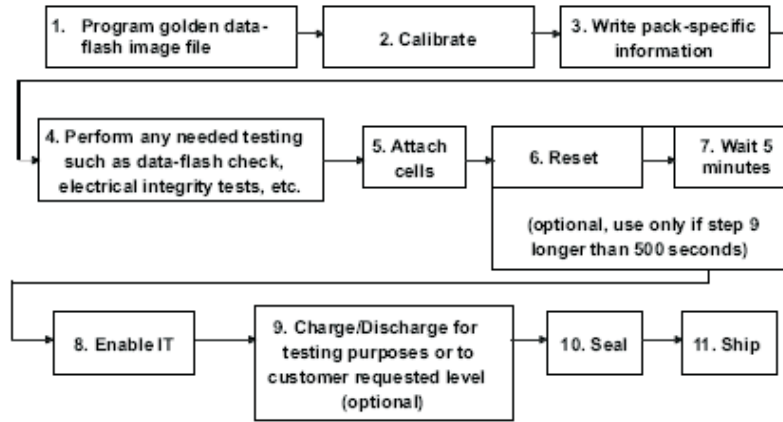 1. Program golden data-
flash image file
2. Calibrate
3. Write pack-specific
information
4. Perform any needed testing
such as data-flash check,
electrical integrity tests, etc.
5. Attach
cells
6. Reset
7. Wait 5
minutes
(optional, use only if step 9
longer than 500 seconds)
8. Enable IT
9. Charge/Discharge for
testing purposes or to
customer requested level
(optional)
10. Seal
11. Ship